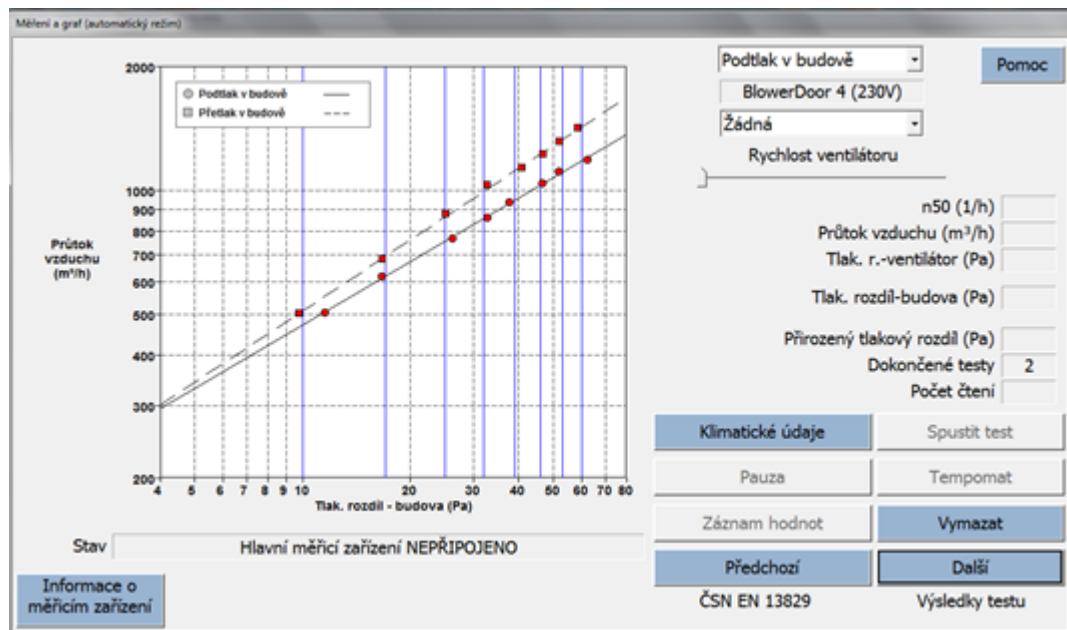 Měření a graf (automatický režim)
2000
1000
900
800
700
600
500
400
300
200
Podtlak v budově
Přetlak v budově
Průtok
vzduchu
(m³/h)
4 5 6 7 8 9 10 20 30 40 50 60 70 80
Tlak. rozdíl - budova (Pa)
Stav
Hlavní měřicí zařízení NEPŘIPOJENO
Informace o
měřicím zařízení
Podtlak v budově
Pomoc
BlowerDoor 4 (230V)
Žádná
Rychlost ventilátoru
n50 (1/h)
Průtok vzduchu (m³/h)
Tlak. r.-ventilátor (Pa)
Tlak. rozdíl-budova (Pa)
Přirozený tlakový rozdíl (Pa)
Dokončené testy 2
Počet čtení
Klimatické údaje
Spustit test
Pauza
Tempomat
Záznam hodnot
Vymazat
Předchozí
Další
ČSN EN 13829
Výsledky testu